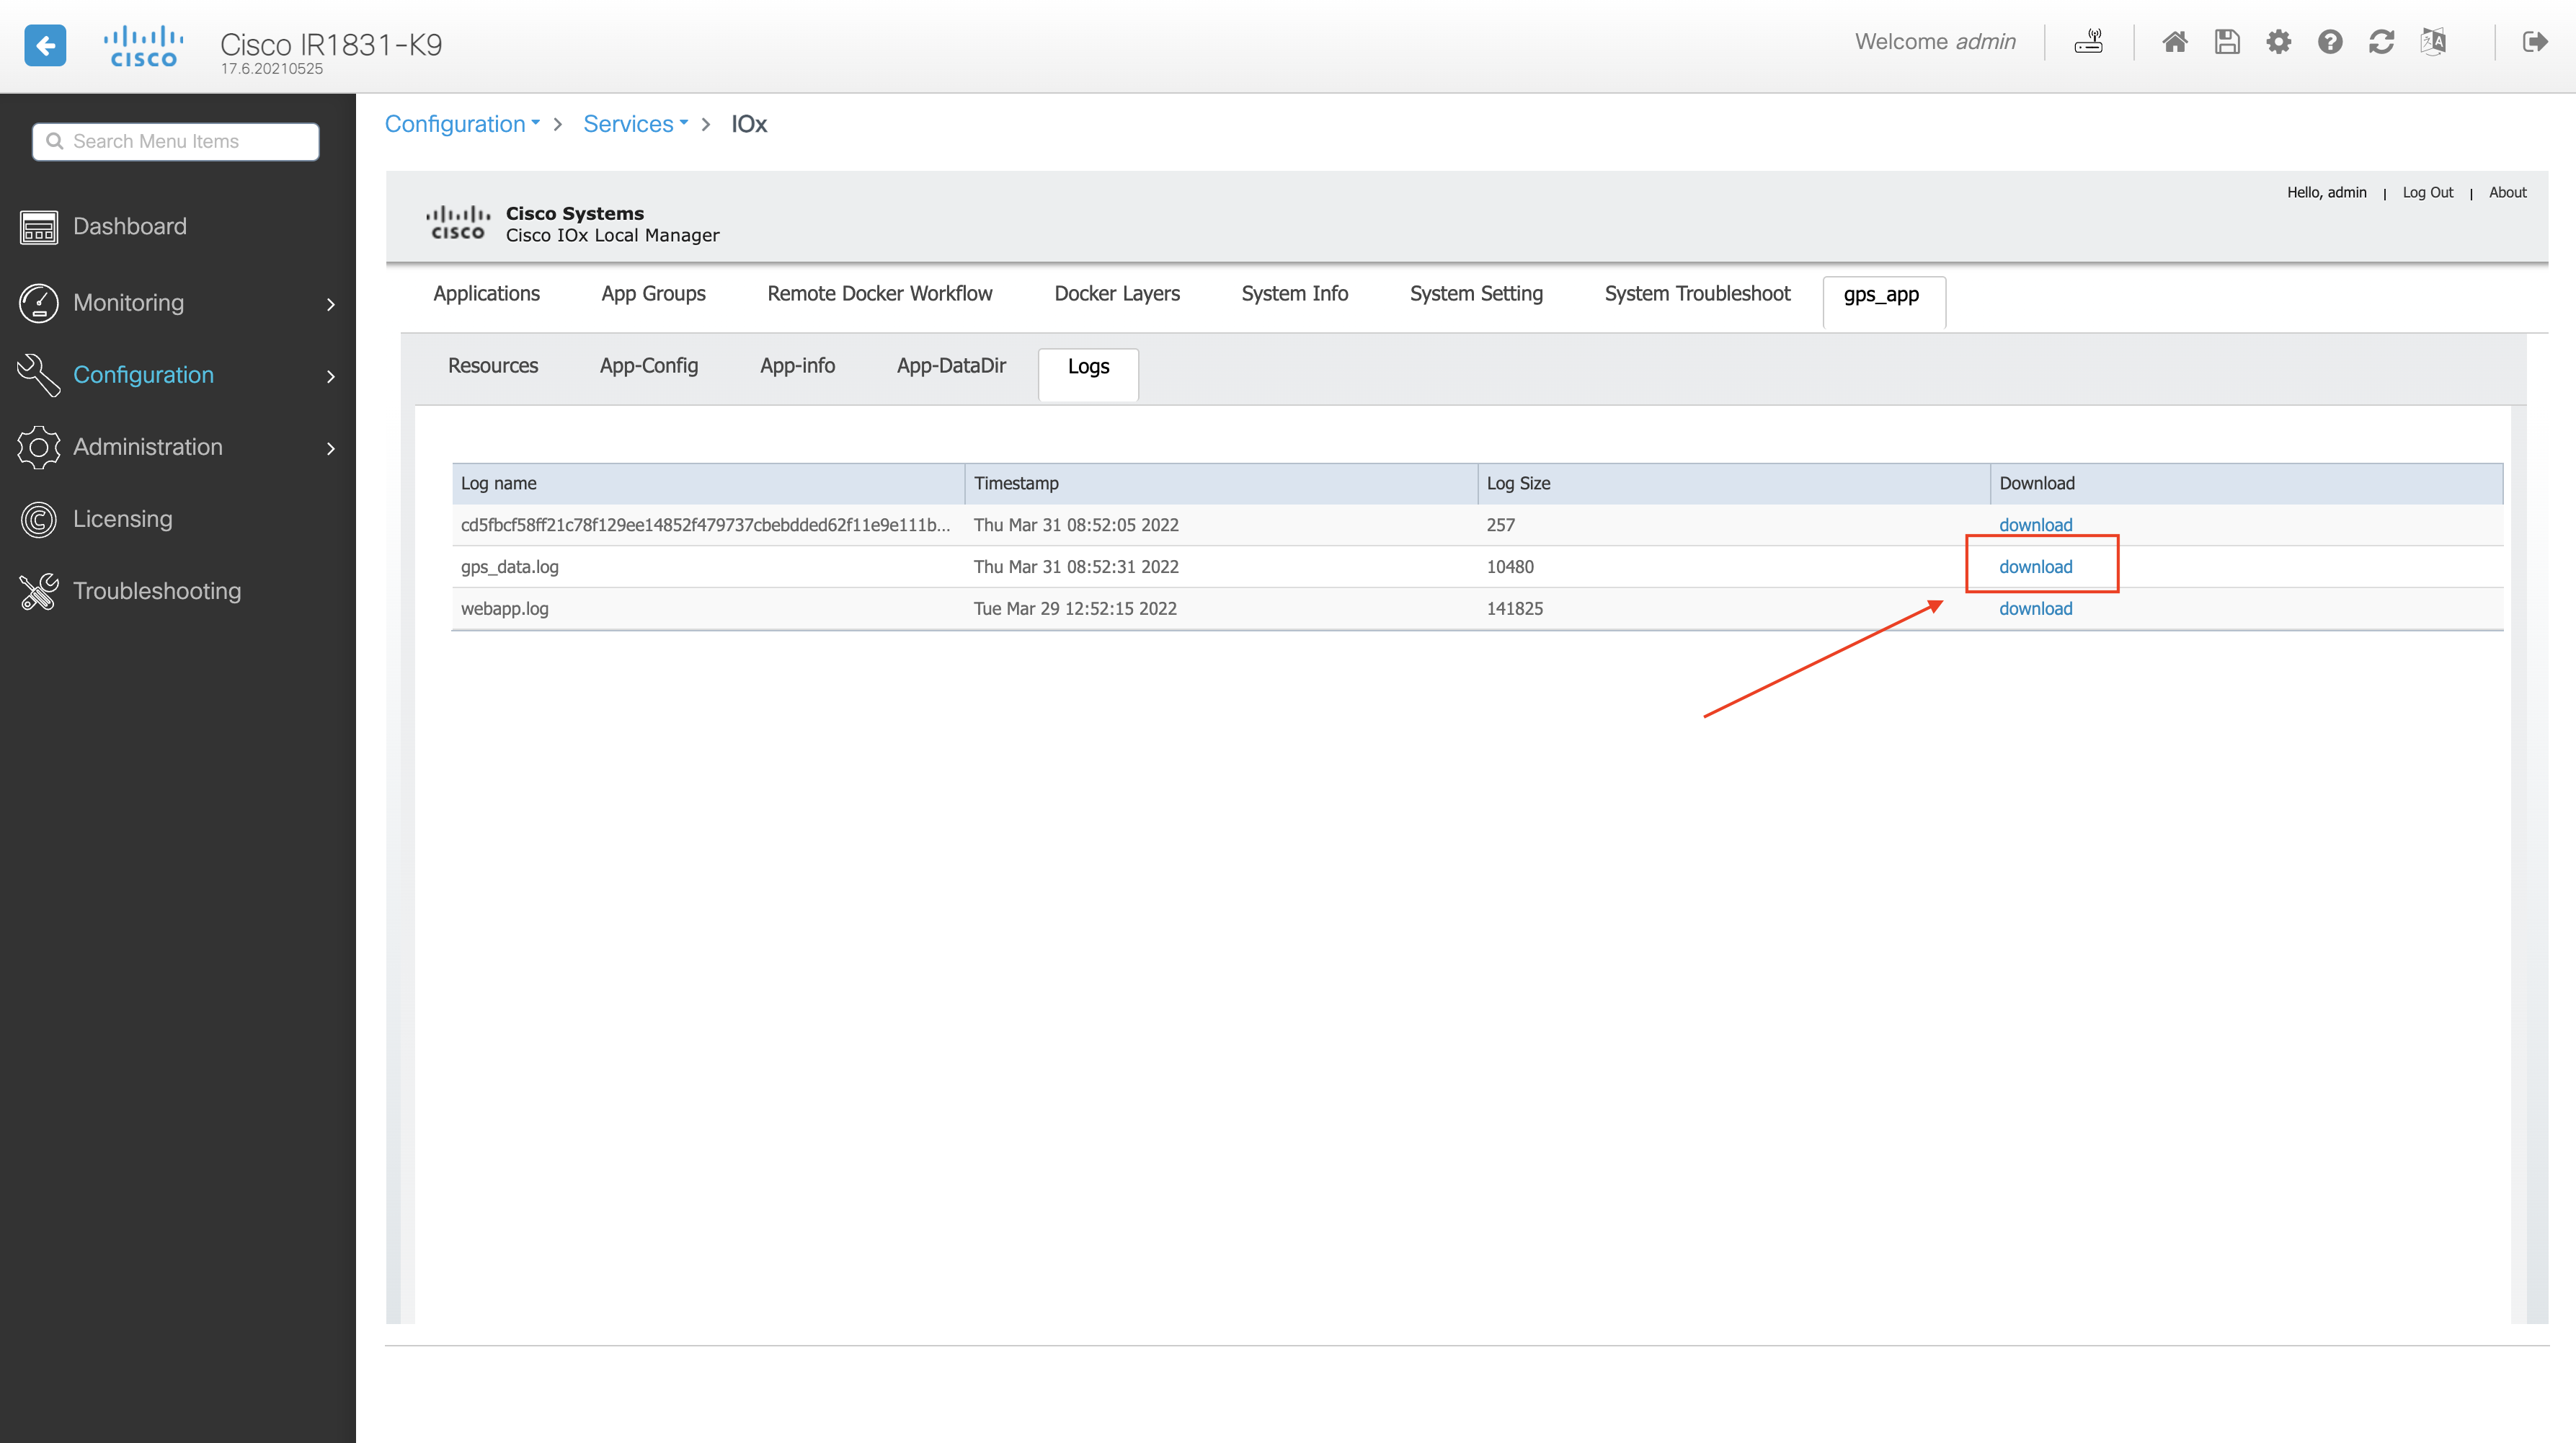 cisco
Cisco IR1831-K9
17.6.20210525
Welcome admin
Search Menu Items
Dashboard
Monitoring
Configuration
Administration
Licensing
Troubleshooting
Configuration > Services > IOx
Hello, admin | Log Out | About
cisco
Cisco Systems
Cisco IOx Local Manager
Applications App Groups Remote Docker Workflow Docker Layers System Info System Setting System Troubleshoot gps_app
Resources App-Config App-info App-DataDir Logs
Log name Timestamp Log Size Download
cd5fbcf58ff21c78f129ee14852f479737cbebdded62f11e9e111b... Thu Mar 31 08:52:05 2022 257 download
gps_data.log Thu Mar 31 08:52:31 2022 10480 download
webapp.log Tue Mar 29 12:52:15 2022 141825 download